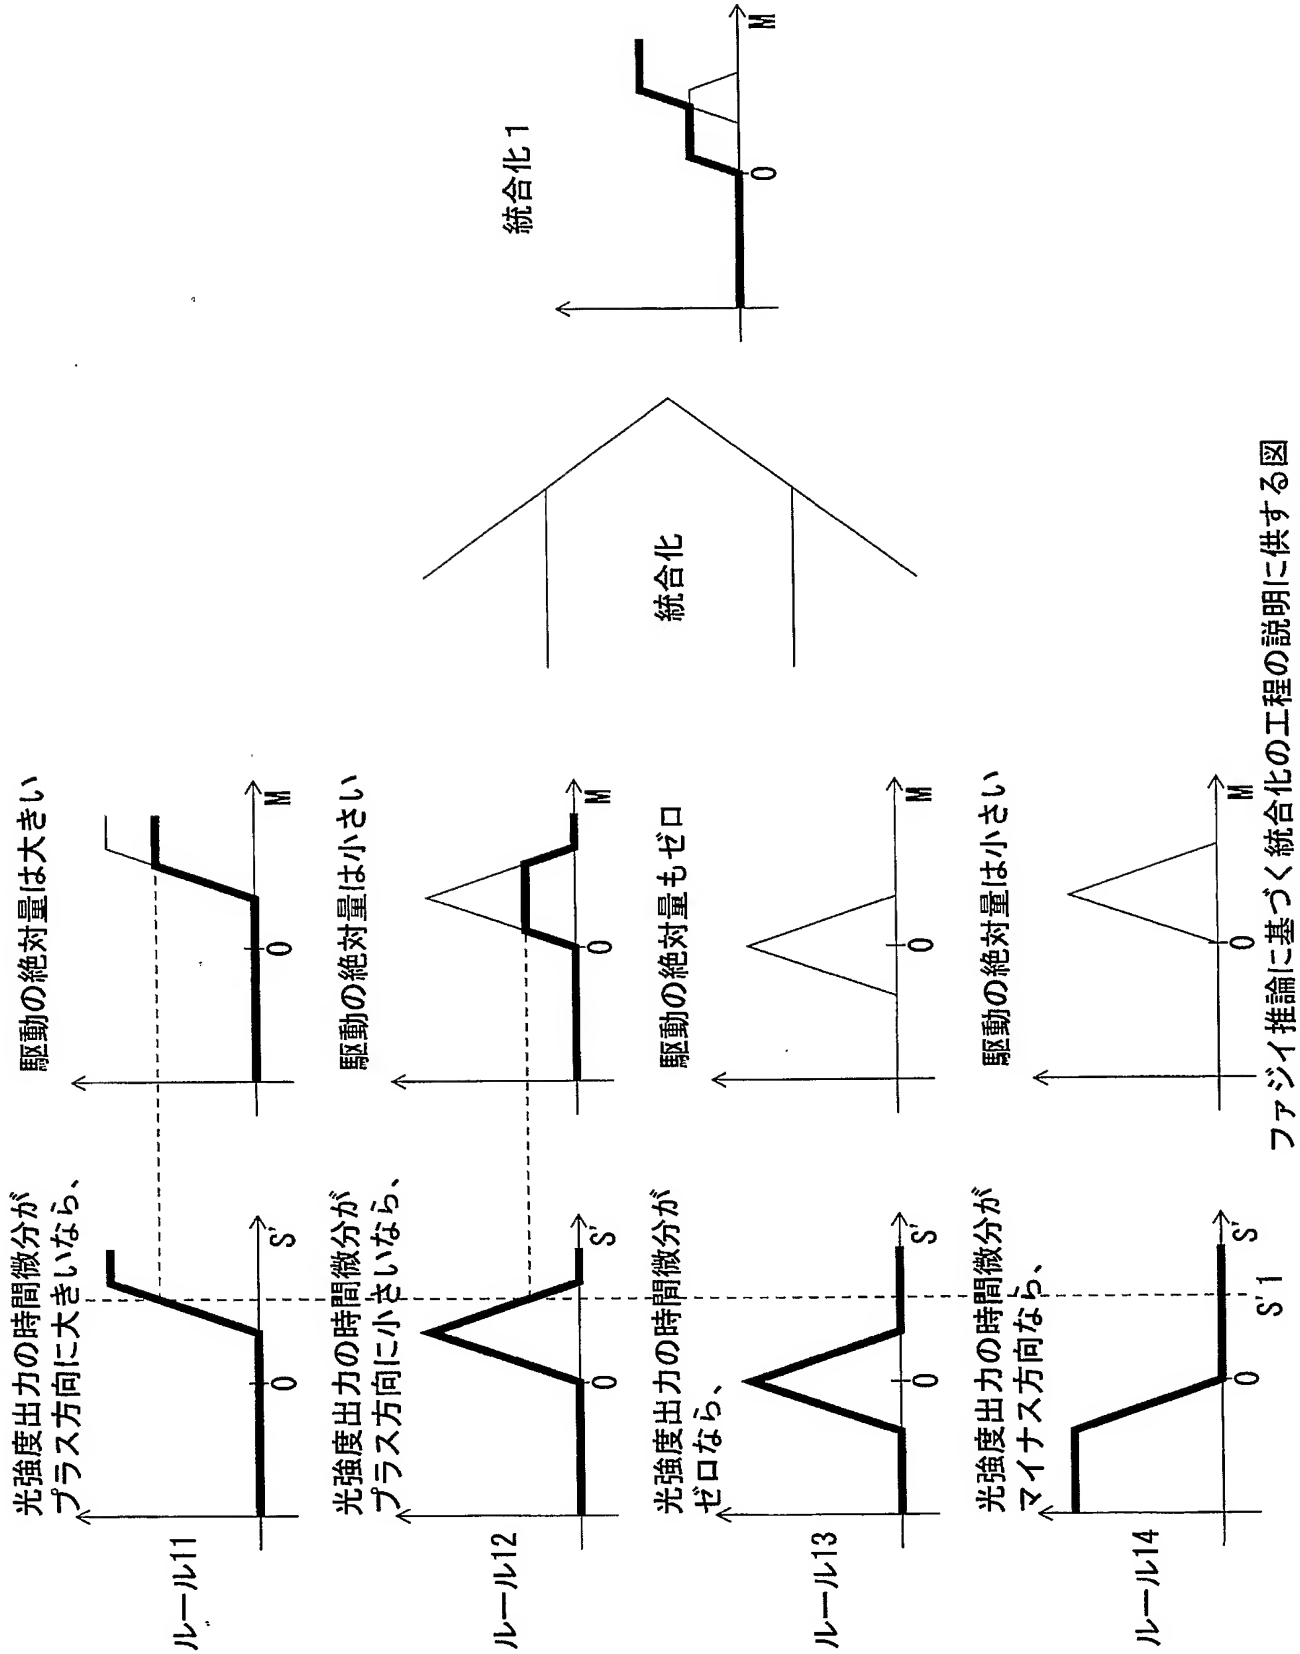 ルール11
光強度出力の時間微分が
プラス方向に大きいなら、
0
S'
駆動の絶対量は大きい
0
M
ルール12
光強度出力の時間微分が
プラス方向に小さいなら、
0
S'
駆動の絶対量は小さい
0
M
ルール13
光強度出力の時間微分が
ゼロなら、
0
S'
駆動の絶対量もゼロ
0
M
ルール14
光強度出力の時間微分が
マイナス方向なら、
0
S'
S'1
駆動の絶対量は小さい
0
M
統合化
統合化1
0
M
ファジイ推論に基づく統合化の工程の説明に供する図